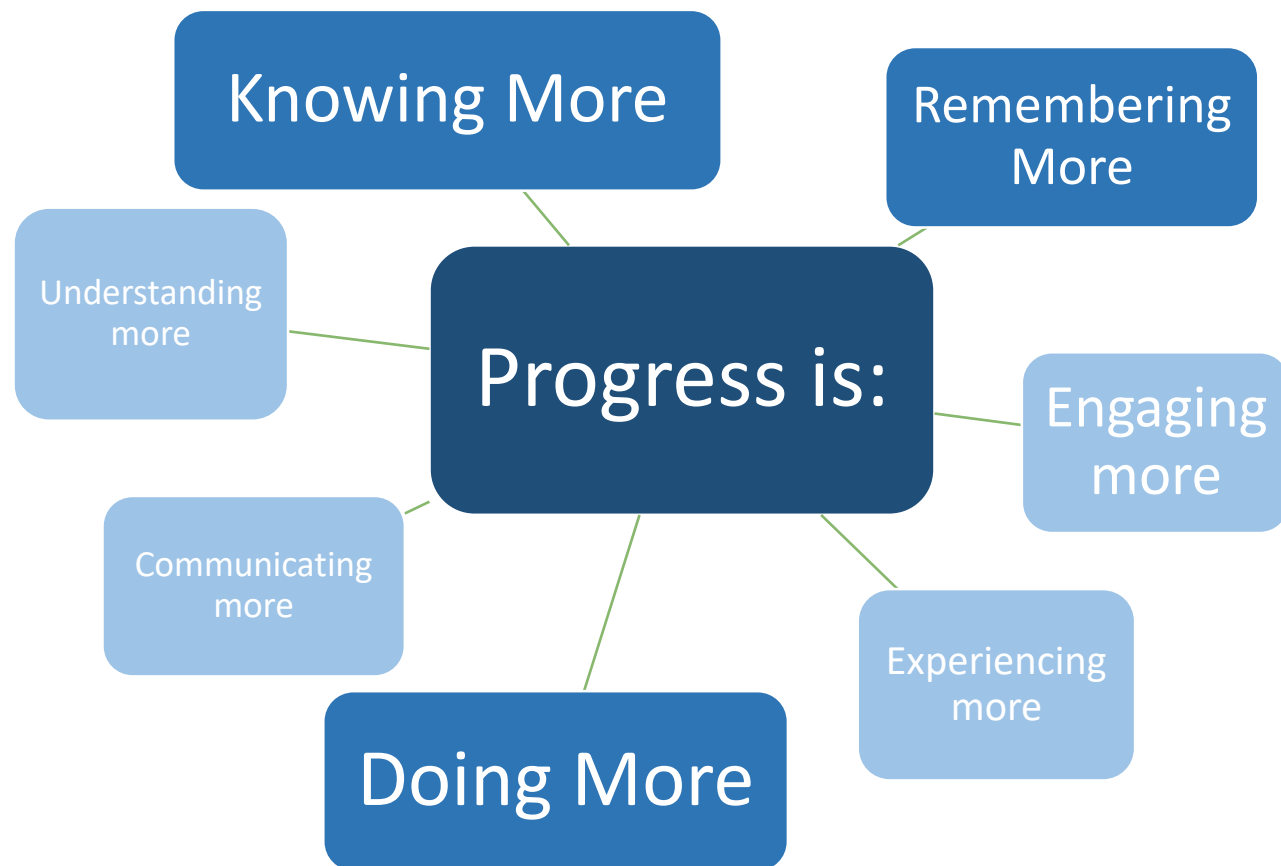 Knowing More
Remembering
More
Understanding
more
Progress is:
Engaging
more
Communicating
more
Experiencing
more
Doing More